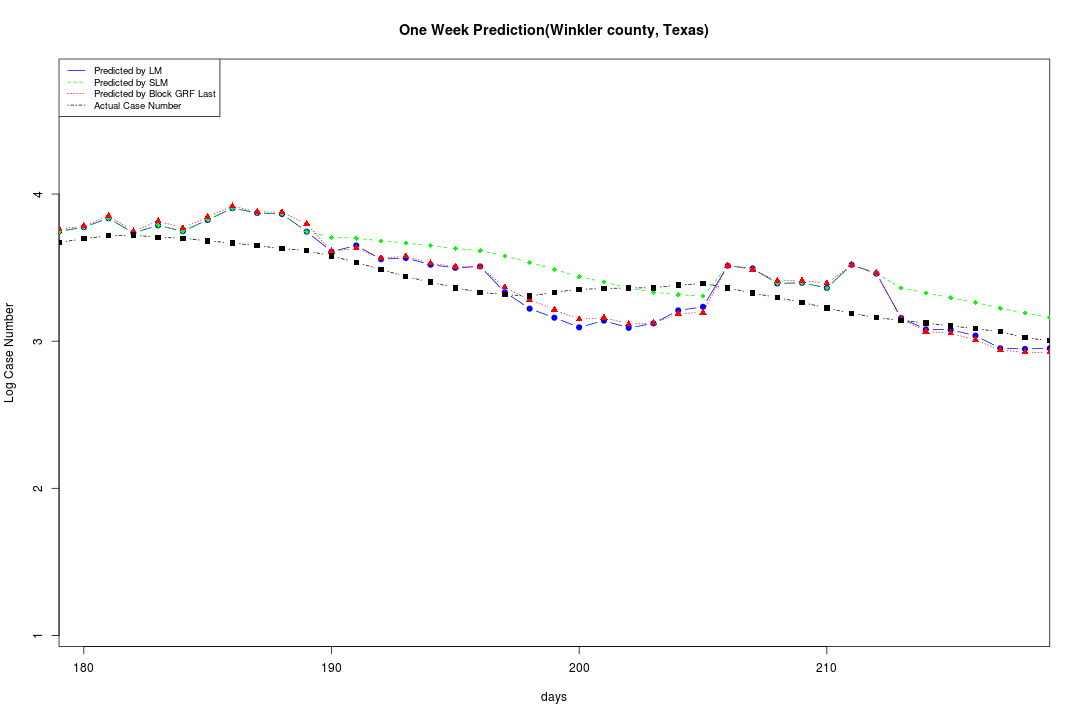 One Week Prediction(Winkler county, Texas)
Predicted by LM
Predicted by SLM
Predicted by Block GRF Last
Actual Case Number
4
3
2
1
Log Case Number
180 190 200 210
days